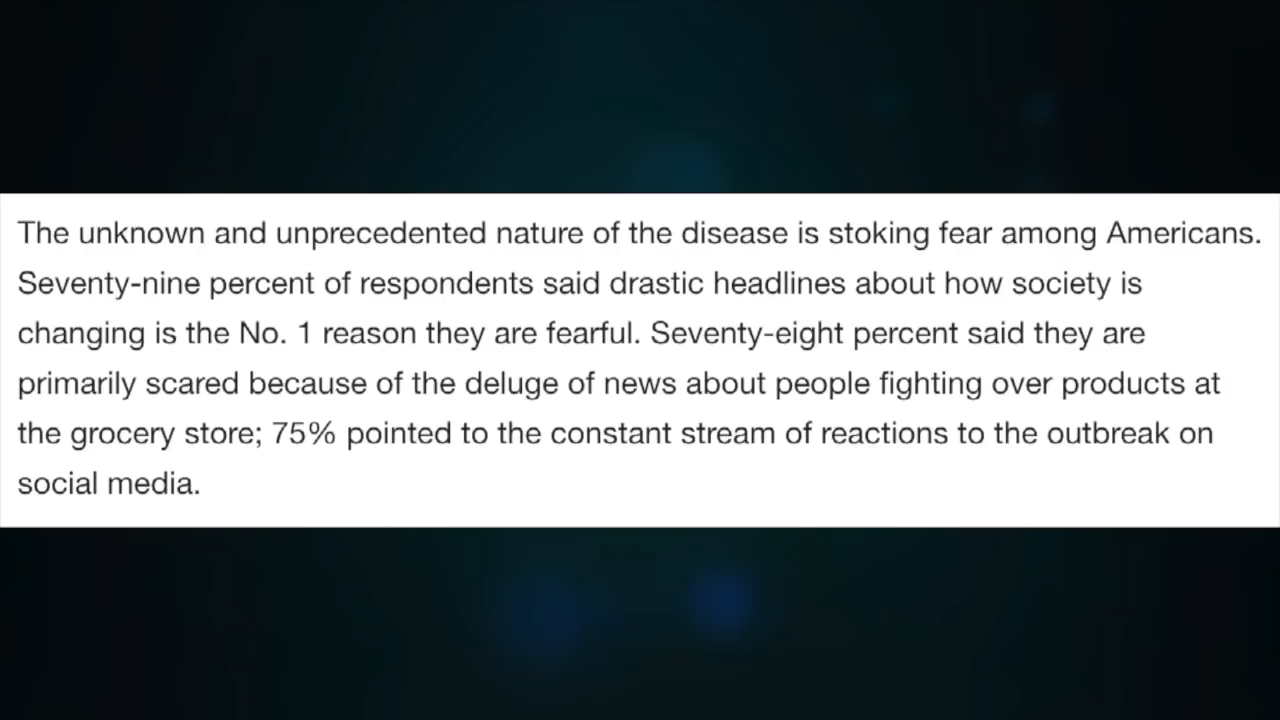 The unknown and unprecedented nature of the disease is stoking fear among Americans.
Seventy-nine percent of respondents said drastic headlines about how society is
changing is the No. 1 reason they are fearful. Seventy-eight percent said they are
primarily scared because of the deluge of news about people fighting over products at
the grocery store; 75% pointed to the constant stream of reactions to the outbreak on
social media.